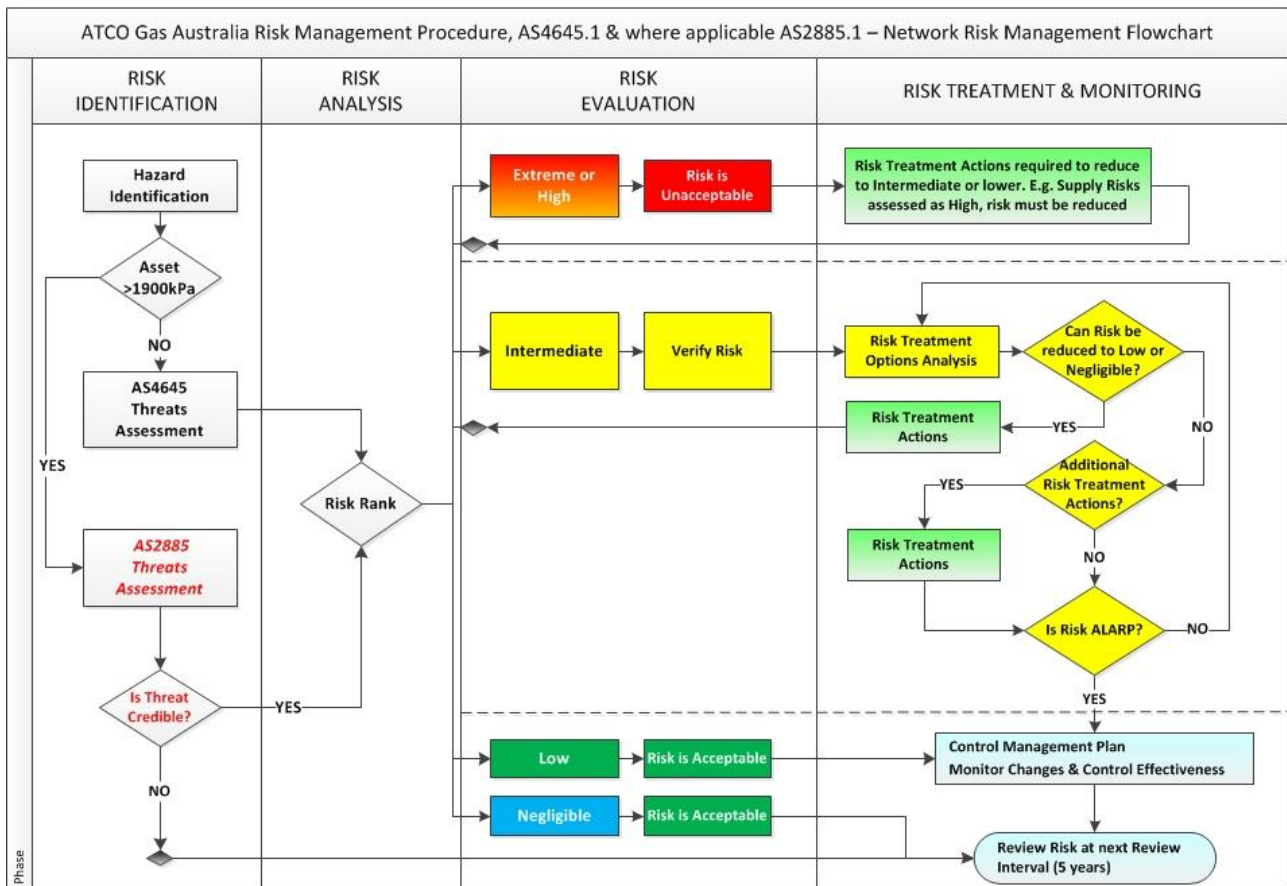 ATCO Gas Australia Risk Management Procedure, AS4645.1 & where applicable AS2885.1 – Network Risk Management Flowchart
RISK
IDENTIFICATION
RISK
ANALYSIS
RISK
EVALUATION
RISK TREATMENT & MONITORING
Hazard
Identification
Asset
>1900kPa
NO
AS4645
Threats
Assessment
YES
AS2885
Threats
Assessment
Is Threat
Credible?
YES
NO
Risk Rank
Extreme or
High
Risk is
Unacceptable
Risk Treatment Actions required to reduce
to Intermediate or lower. E.g. Supply Risks
assessed as High, risk must be reduced
Intermediate
Verify Risk
Risk Treatment
Options Analysis
Can Risk be
reduced to Low or
Negligible?
YES
NO
Risk Treatment
Actions
Additional
Risk Treatment
Actions?
YES
NO
Risk Treatment
Actions
Is Risk ALARP?
NO
YES
Low
Risk is Acceptable
Control Management Plan
Monitor Changes & Control Effectiveness
Negligible
Risk is Acceptable
Review Risk at next Review
Interval (5 years)
Phase